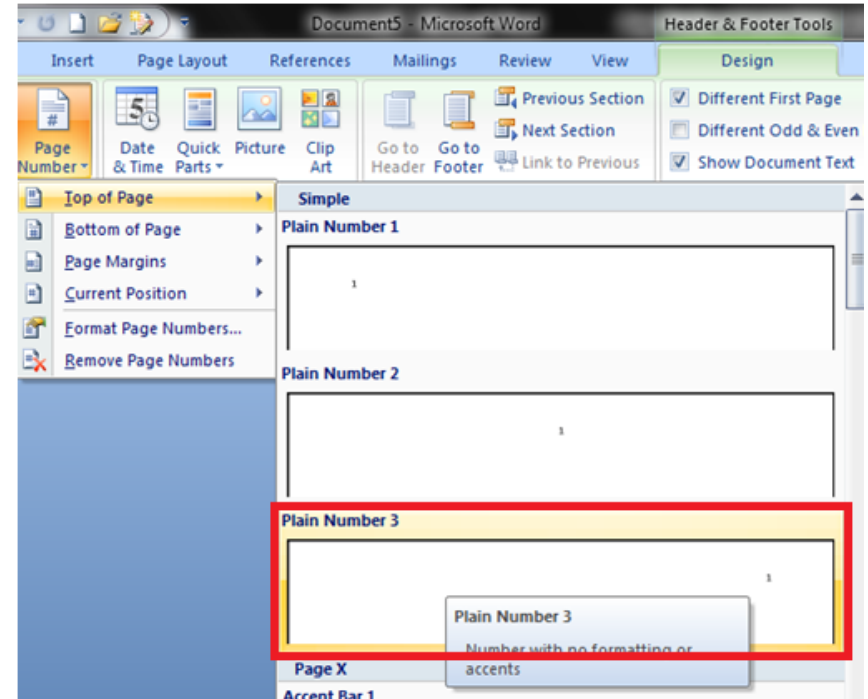 Document5 - Microsoft Word Header & Footer Tools
Insert Page Layout References Mailings Review View Design
Page Number
Date & Time
Quick Parts
Picture
Clip Art
Go to Header
Go to Footer
Previous Section
Next Section
Link to Previous
Different First Page
Different Odd & Even
Show Document Text
Top of Page
Bottom of Page
Page Margins
Current Position
Format Page Numbers...
Remove Page Numbers
Simple
Plain Number 1
1
Plain Number 2
1
Plain Number 3
1
Plain Number 3
Number with no formatting or
accents
Page X
Accent Bar 1